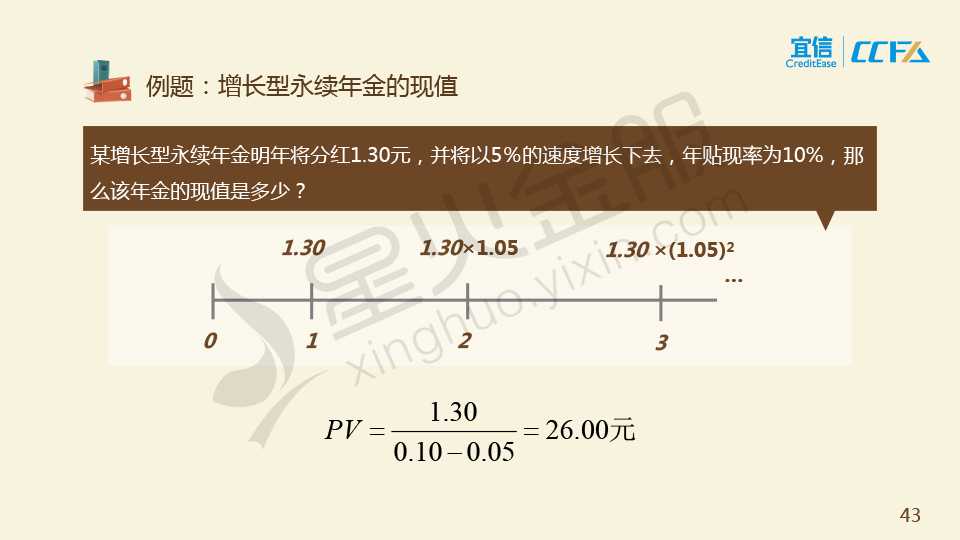 宜信
CreditEase
CCFA
例题：增长型永续年金的现值
某增长型永续年金明年将分红1.30元，并将以5%的速度增长下去，年贴现率为10%，那
么该年金的现值是多少？
1.30 1.30×1.05 1.30 ×(1.05)²
...
0 1 2 3
PV = 1.30 / (0.10 − 0.05) = 26.00元
星火金服
xinghuo.yixin.com
43